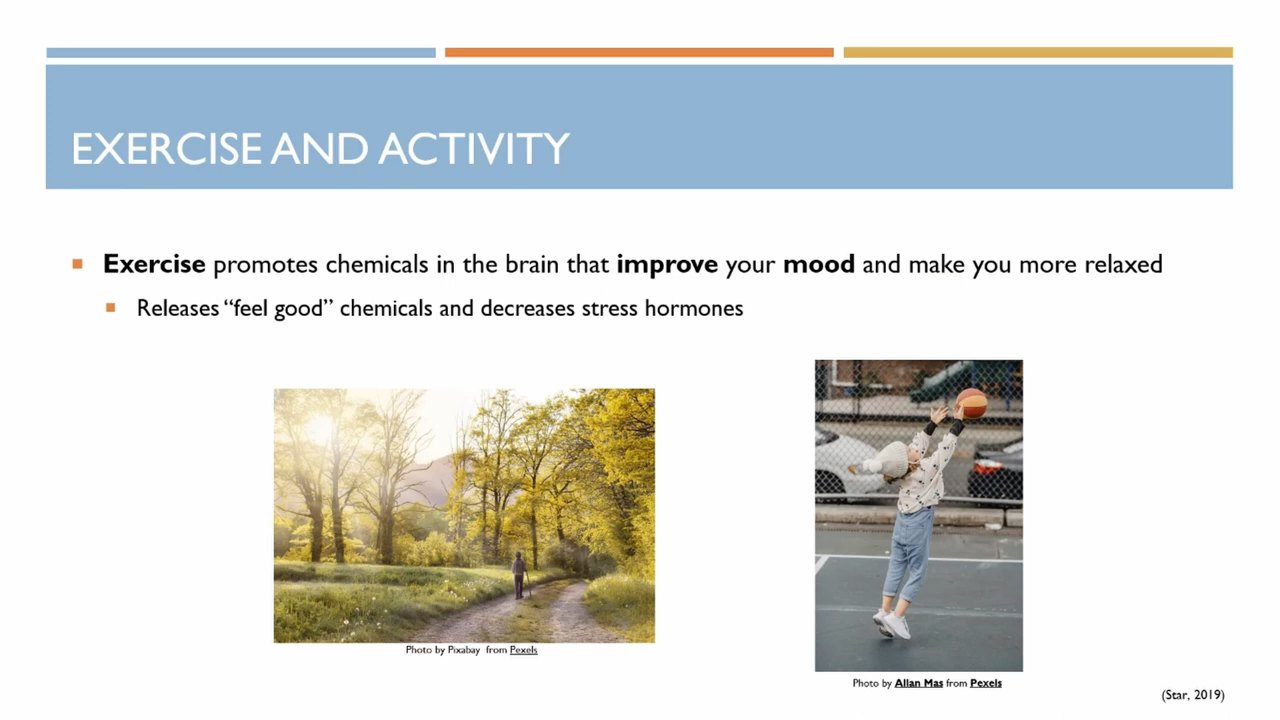 EXERCISE AND ACTIVITY
Exercise promotes chemicals in the brain that improve your mood and make you more relaxed
Releases “feel good” chemicals and decreases stress hormones
Photo by Pixabay from Pexels
Photo by Allan Mas from Pexels
(Star, 2019)